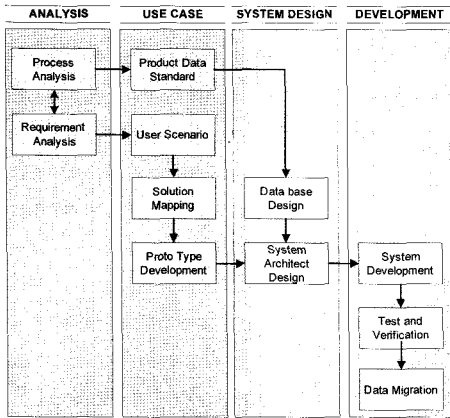 ANALYSIS
USE CASE
SYSTEM DESIGN
DEVELOPMENT
Process
Analysis
Product Data
Standard
Requirement
Analysis
User Scenario
Solution
Mapping
Data base
Design
Proto Type
Development
System
Architect
Design
System
Development
Test and
Verification
Data Migration